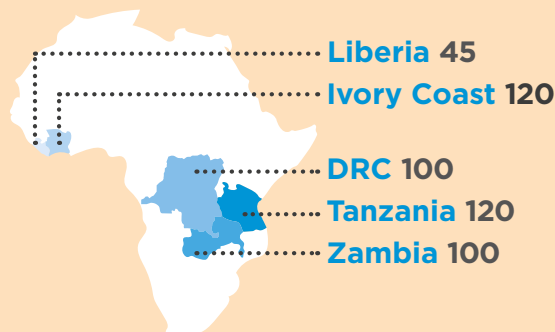 Liberia 45
Ivory Coast 120
DRC 100
Tanzania 120
Zambia 100